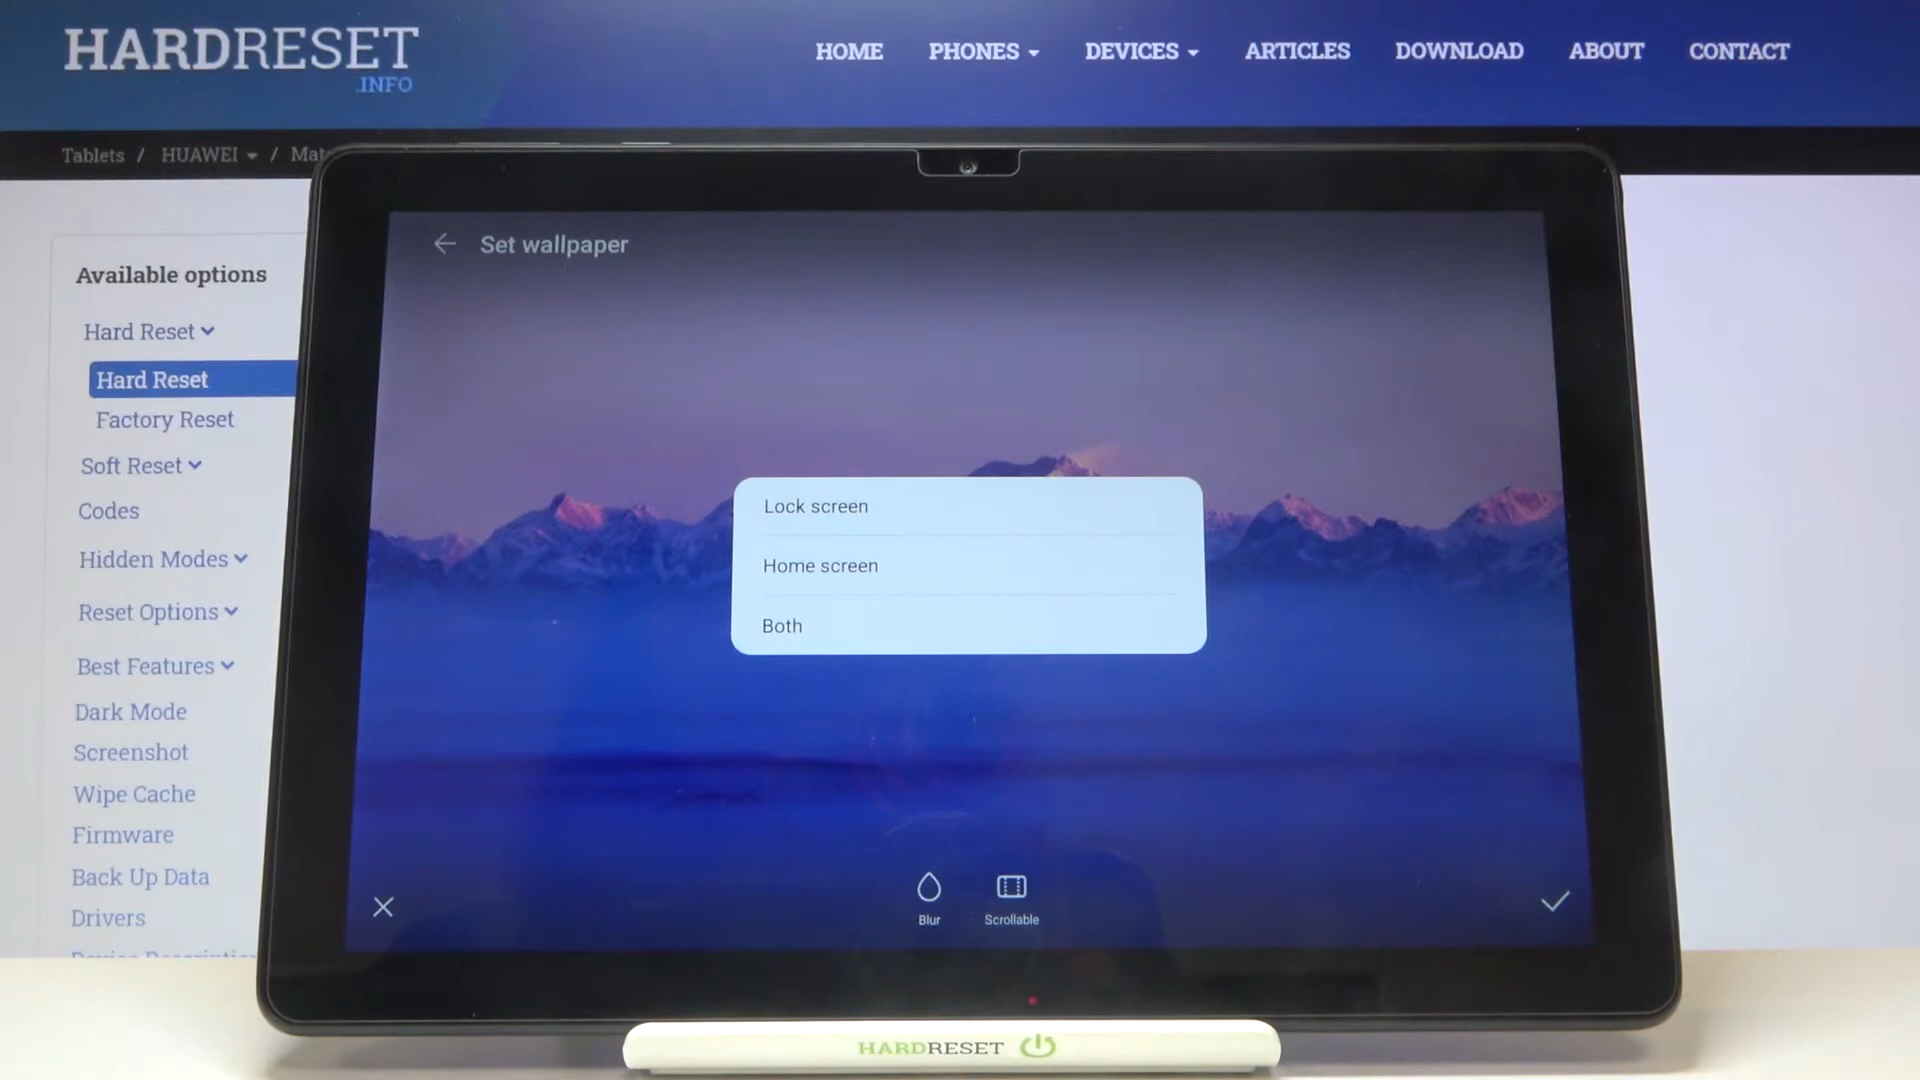 HARDRESET
.INFO
HOME PHONES DEVICES ARTICLES DOWNLOAD ABOUT CONTACT
Tablets / HUAWEI / Mat
Available options
Hard Reset
Hard Reset
Factory Reset
Soft Reset
Codes
Hidden Modes
Reset Options
Best Features
Dark Mode
Screenshot
Wipe Cache
Firmware
Back Up Data
Drivers
Set wallpaper
Lock screen
Home screen
Both
Blur
Scrollable
HARDRESET